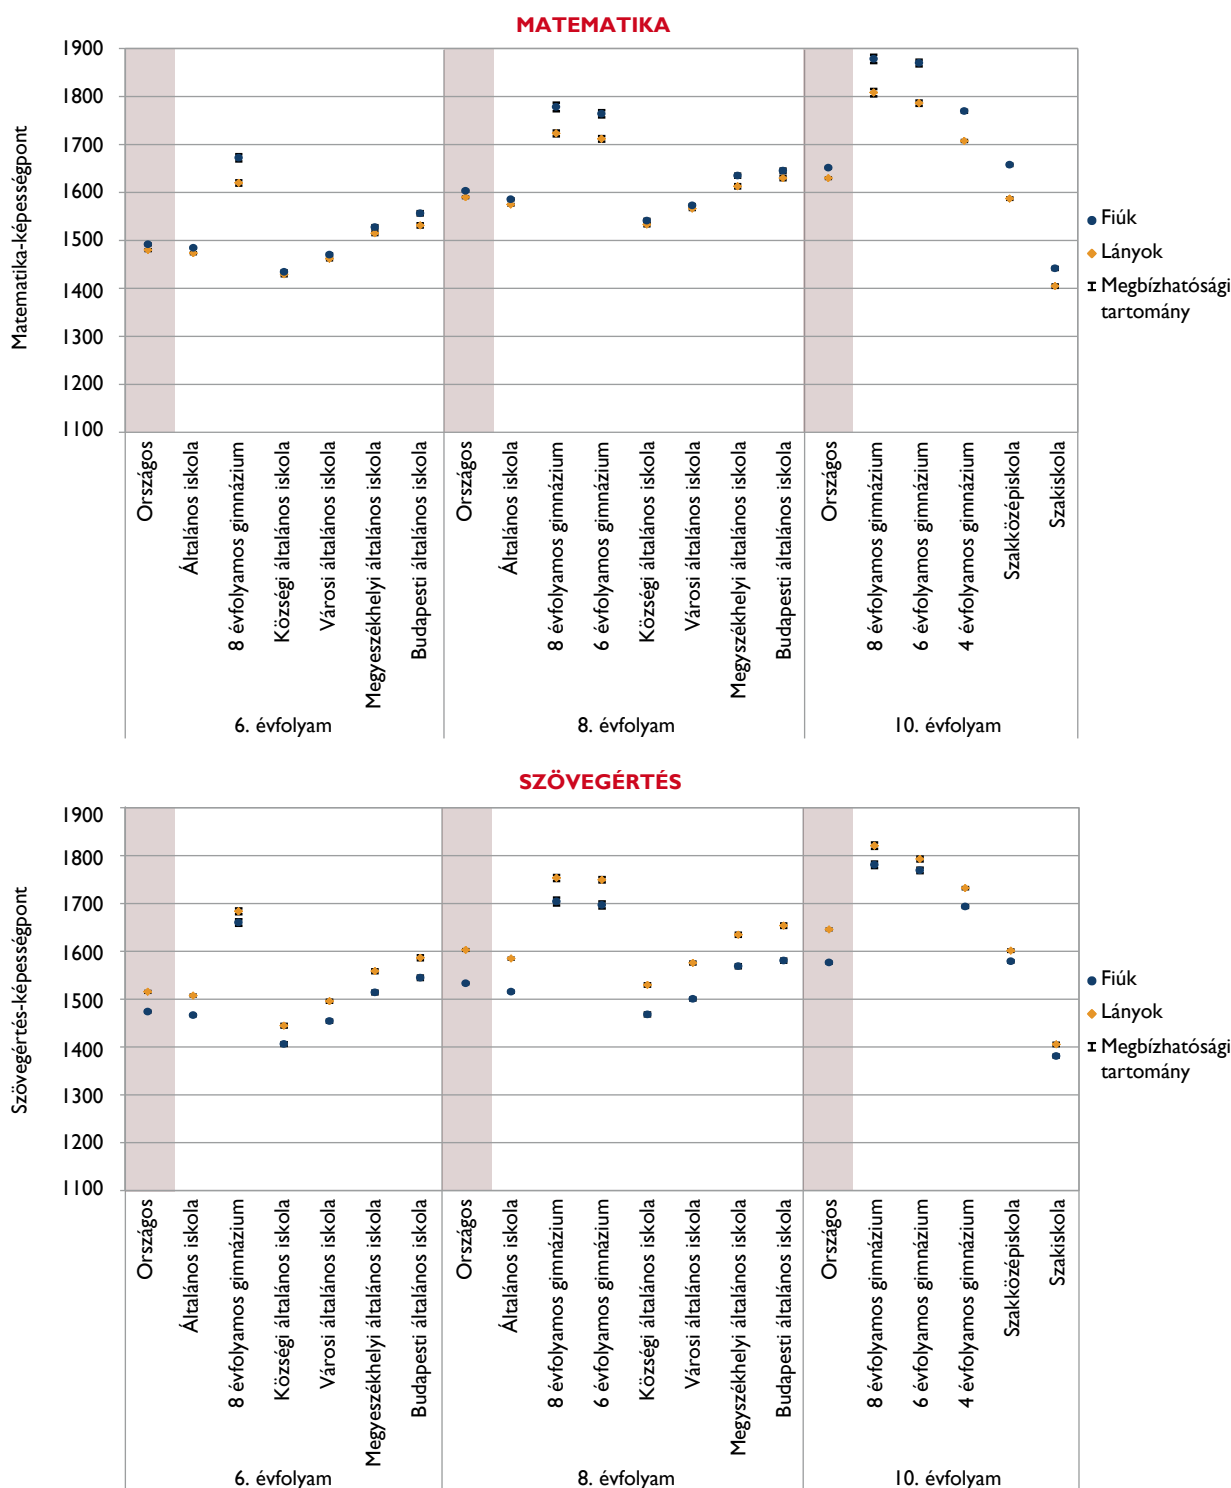 MATEMATIKA
Matematika-képességpont
1900
1800
1700
1600
1500
1400
1300
1200
1100
Fiúk
Lányok
Megbízhatósági
tartomány
Országos
Általános iskola
8 évfolyamos gimnázium
Községi általános iskola
Városi általános iskola
Megyeszékhelyi általános iskola
Budapesti általános iskola
Országos
Általános iskola
8 évfolyamos gimnázium
6 évfolyamos gimnázium
Községi általános iskola
Városi általános iskola
Megyszékhelyi általános iskola
Budapesti általános iskola
Országos
8 évfolyamos gimnázium
6 évfolyamos gimnázium
4 évfolyamos gimnázium
Szakközépiskola
Szakiskola
6. évfolyam
8. évfolyam
10. évfolyam
SZÖVEGÉRTÉS
Szövegértés-képességpont
1900
1800
1700
1600
1500
1400
1300
1200
1100
Fiúk
Lányok
Megbízhatósági
tartomány
Országos
Általános iskola
8 évfolyamos gimnázium
Községi általános iskola
Városi általános iskola
Megyeszékhelyi általános iskola
Budapesti általános iskola
Országos
Általános iskola
8 évfolyamos gimnázium
6 évfolyamos gimnázium
Községi általános iskola
Városi általános iskola
Megyszékhelyi általános iskola
Budapesti általános iskola
Országos
8 évfolyamos gimnázium
6 évfolyamos gimnázium
4 évfolyamos gimnázium
Szakközépiskola
Szakiskola
6. évfolyam
8. évfolyam
10. évfolyam